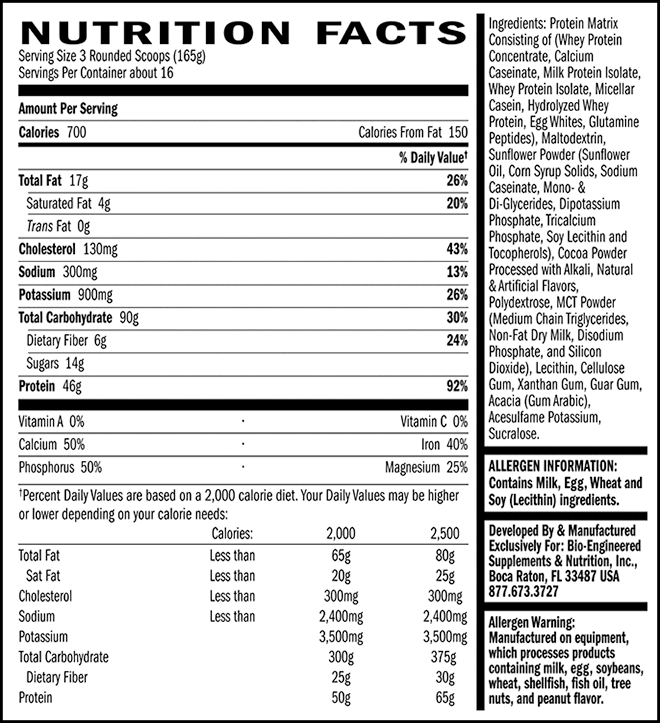 NUTRITION FACTS
Serving Size 3 Rounded Scoops (165g)
Servings Per Container about 16
Amount Per Serving
Calories 700 Calories From Fat 150
% Daily Value†
Total Fat 17g 26%
Saturated Fat 4g 20%
Trans Fat 0g
Cholesterol 130mg 43%
Sodium 300mg 13%
Potassium 900mg 26%
Total Carbohydrate 90g 30%
Dietary Fiber 6g 24%
Sugars 14g
Protein 46g 92%
Vitamin A 0% · Vitamin C 0%
Calcium 50% · Iron 40%
Phosphorus 50% · Magnesium 25%
†Percent Daily Values are based on a 2,000 calorie diet. Your Daily Values may be higher
or lower depending on your calorie needs:
Calories: 2,000 2,500
Total Fat Less than 65g 80g
Sat Fat Less than 20g 25g
Cholesterol Less than 300mg 300mg
Sodium Less than 2,400mg 2,400mg
Potassium 3,500mg 3,500mg
Total Carbohydrate 300g 375g
Dietary Fiber 25g 30g
Protein 50g 65g
Ingredients: Protein Matrix
Consisting of (Whey Protein
Concentrate, Calcium
Caseinate, Milk Protein Isolate,
Whey Protein Isolate, Micellar
Casein, Hydrolyzed Whey
Protein, Egg Whites, Glutamine
Peptides), Maltodextrin,
Sunflower Powder (Sunflower
Oil, Corn Syrup Solids, Sodium
Caseinate, Mono- &
Di-Glycerides, Dipotassium
Phosphate, Tricalcium
Phosphate, Soy Lecithin and
Tocopherols), Cocoa Powder
Processed with Alkali, Natural
& Artificial Flavors,
Polydextrose, MCT Powder
(Medium Chain Triglycerides,
Non-Fat Dry Milk, Disodium
Phosphate, and Silicon
Dioxide), Lecithin, Cellulose
Gum, Xanthan Gum, Guar Gum,
Acacia (Gum Arabic),
Acesulfame Potassium,
Sucralose.
ALLERGEN INFORMATION:
Contains Milk, Egg, Wheat and
Soy (Lecithin) ingredients.
Developed By & Manufactured
Exclusively For: Bio-Engineered
Supplements & Nutrition, Inc.,
Boca Raton, FL 33487 USA
877.673.3727
Allergen Warning:
Manufactured on equipment,
which processes products
containing milk, egg, soybeans,
wheat, shellfish, fish oil, tree
nuts, and peanut flavor.